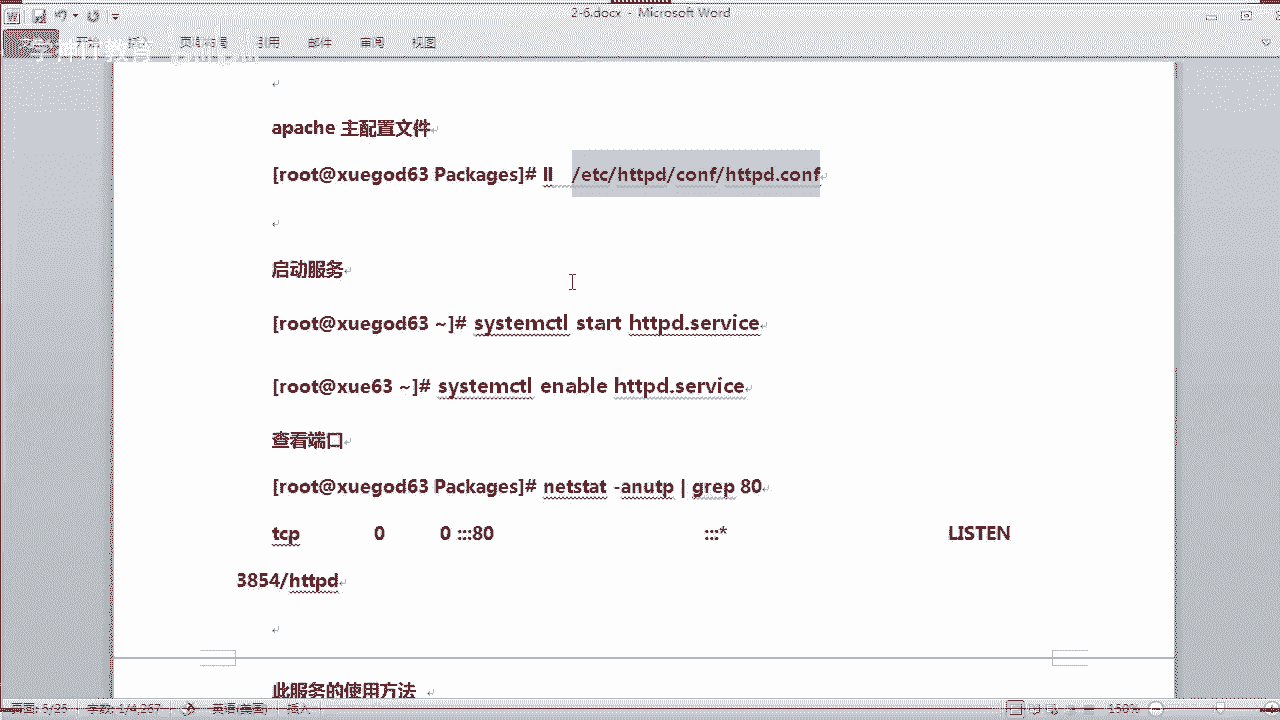 2-6.docx - Microsoft Word
开始
页面布局 引用 邮件 审阅 视图
apache 主配置文件
[root@xuegod63 Packages]# ll /etc/httpd/conf/httpd.conf
启动服务
[root@xuegod63 ~]# systemctl start httpd.service
[root@xue63 ~]# systemctl enable httpd.service
查看端口
[root@xuegod63 Packages]# netstat -anutp | grep 80
tcp 0 0 :::80 :::* LISTEN
3854/httpd
此服务的使用方法
页面: 5/25 字数: 1/4,267 英语(美国) 插入 150%